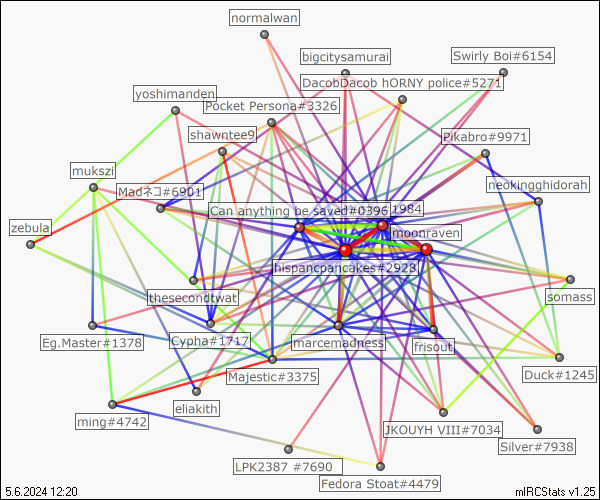 normalwan
bigcitysamurai
Swirly Boi#6154
DacobDacob hORNY police#5271
yoshimanden
Pocket Persona#3326
shawntee9
Pikabro#9971
mukszi
Madネコ#6901
neokingghidorah
Can anything be saved#0396
1984
zebula
moonraven
hispancpancakes#2928
thesecondtwat
somass
Eg.Master#1378
Cypha#1717
marcemadness
frisout
Majestic#3375
Duck#1245
eliakith
ming#4742
JKOUYH VIII#7034
Silver#7938
LPK2387 #7690
Fedora Stoat#4479
5.6.2024 12:20
mIRCStats v1.25